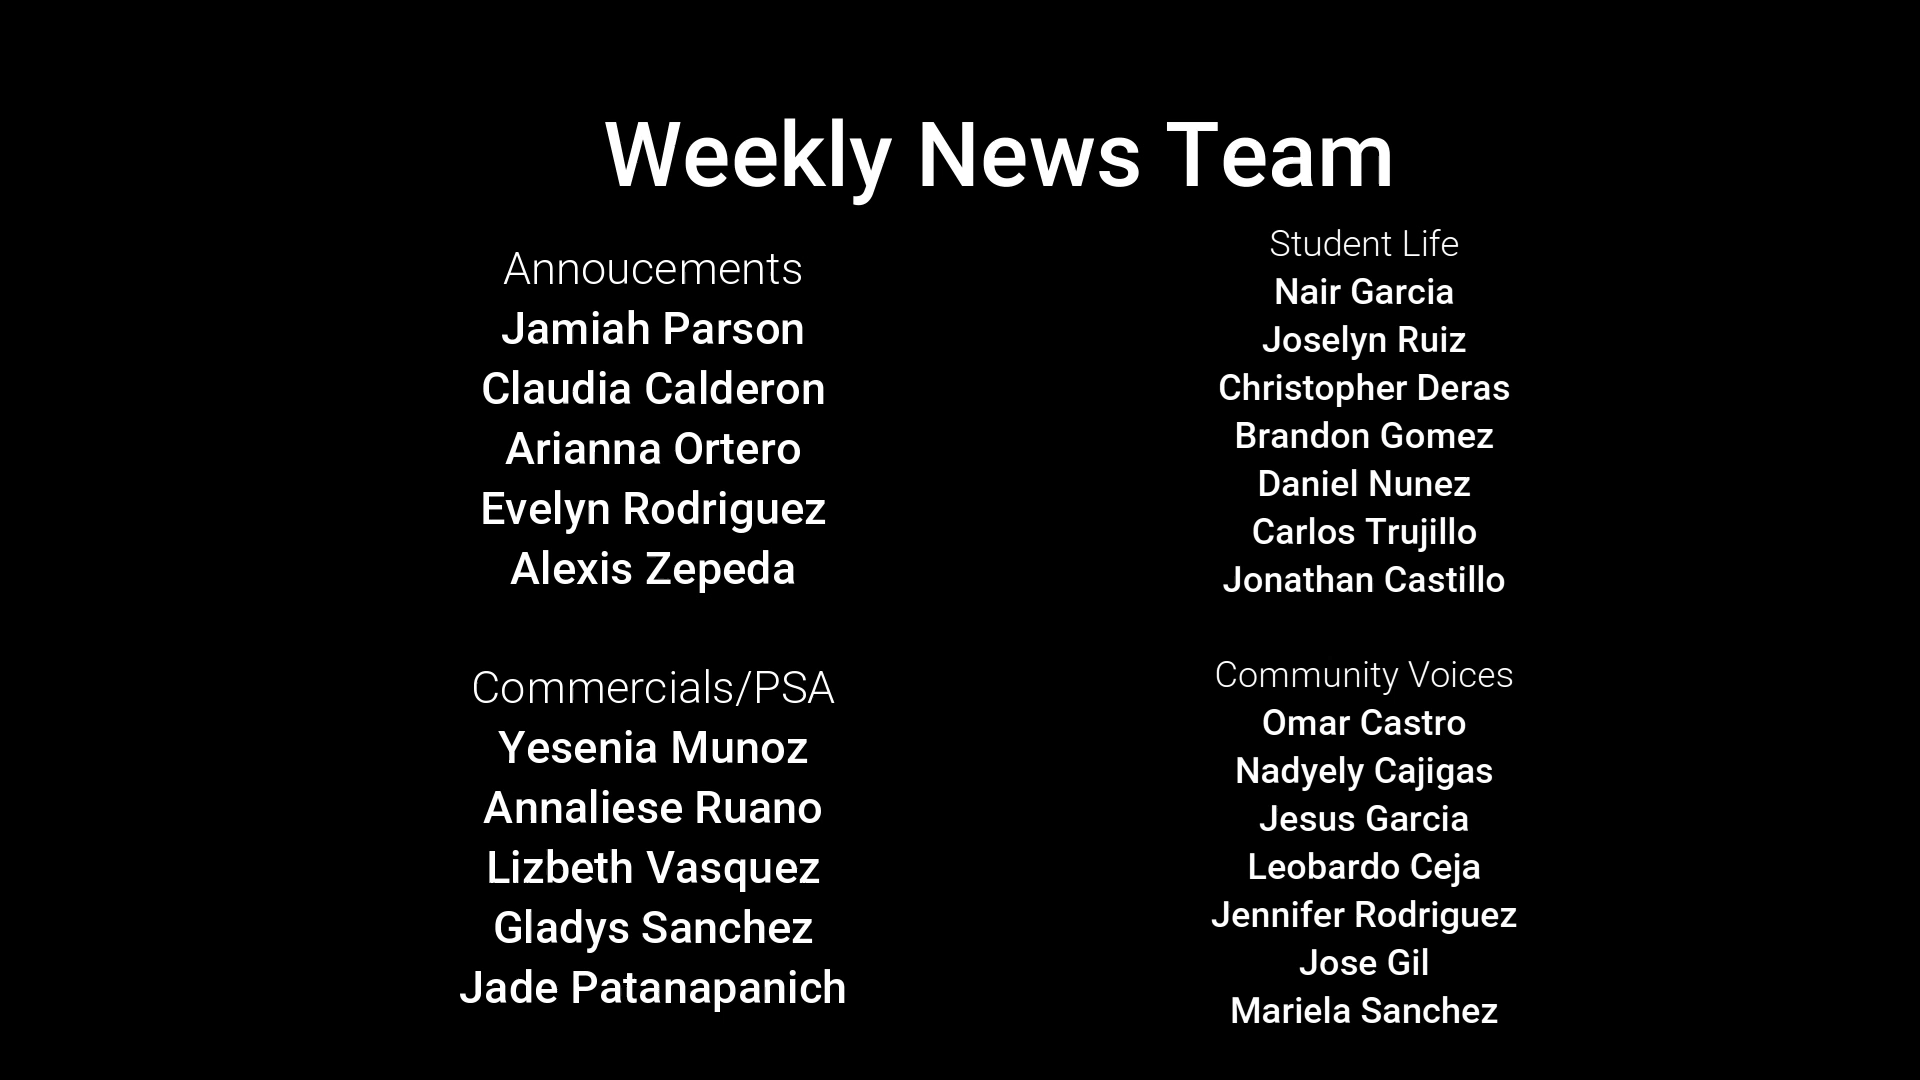 Weekly News Team
Annoucements
Jamiah Parson
Claudia Calderon
Arianna Ortero
Evelyn Rodriguez
Alexis Zepeda
Commercials/PSA
Yesenia Munoz
Annaliese Ruano
Lizbeth Vasquez
Gladys Sanchez
Jade Patanapanich
Student Life
Nair Garcia
Joselyn Ruiz
Christopher Deras
Brandon Gomez
Daniel Nunez
Carlos Trujillo
Jonathan Castillo
Community Voices
Omar Castro
Nadyely Cajigas
Jesus Garcia
Leobardo Ceja
Jennifer Rodriguez
Jose Gil
Mariela Sanchez